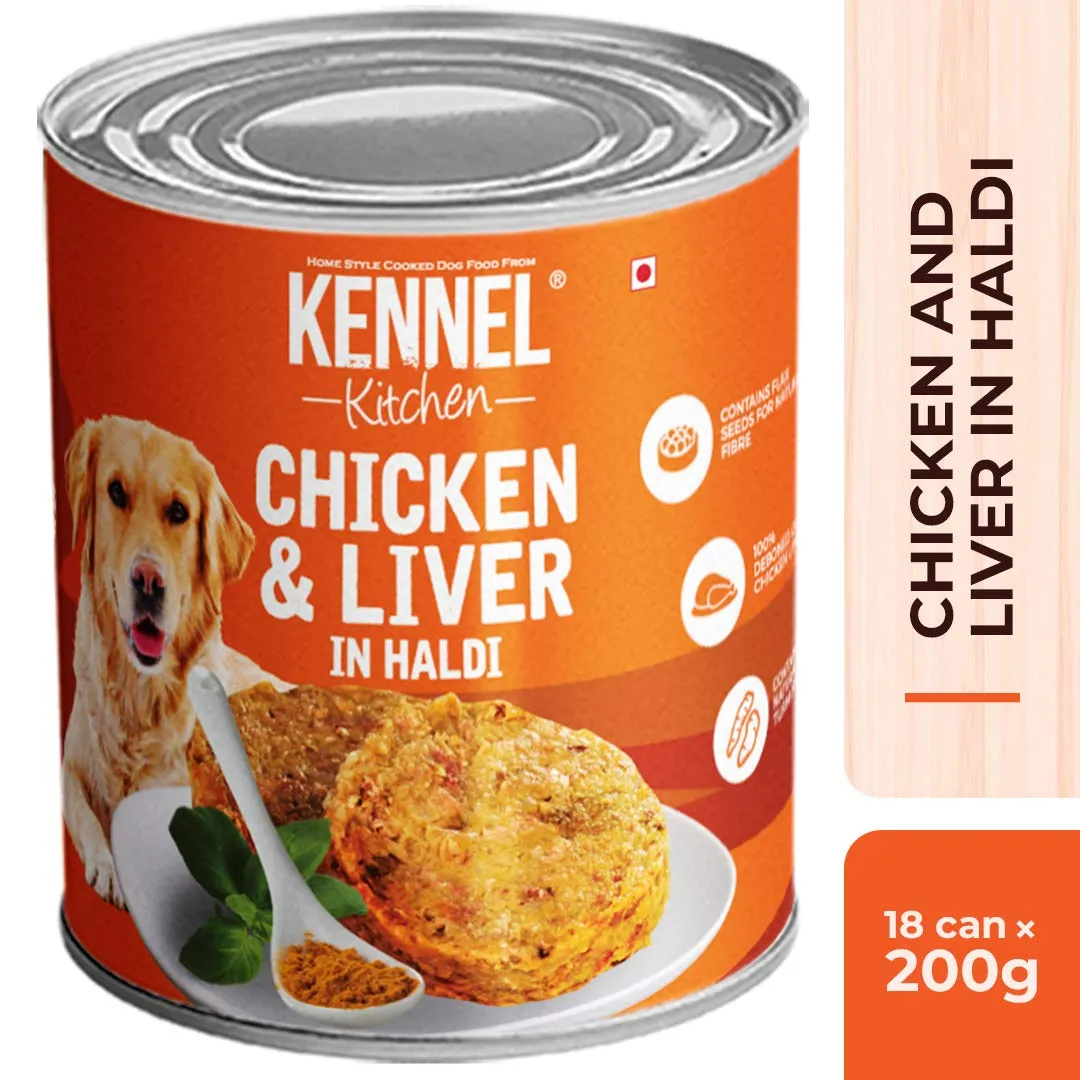 HOME STYLE COOKED DOG FOOD FROM
KENNEL®
Kitchen
CHICKEN
& LIVER
IN HALDI
CONTAINS FLAX
SEEDS FOR
FIBRE
100%
CHICKEN
CHICKEN AND
LIVER IN HALDI
18 can ×
200g